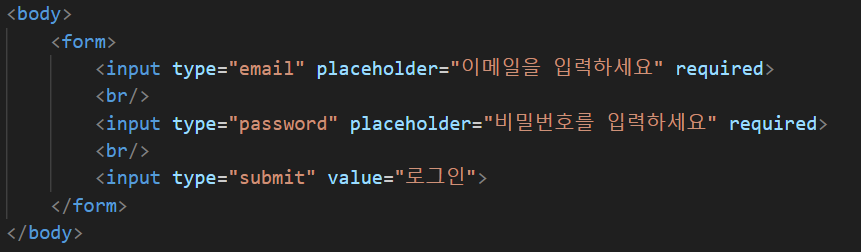 <body>
<form>
<input type="email" placeholder="이메일을 입력하세요" required>
<br/>
<input type="password" placeholder="비밀번호를 입력하세요" required>
<br/>
<input type="submit" value="로그인">
</form>
</body>